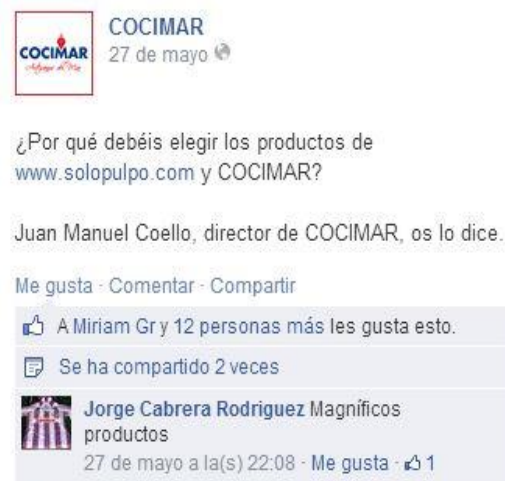 COCIMAR
COCIMAR
27 de mayo
¿Por qué debéis elegir los productos de
www.solopulpo.com y COCIMAR?
Juan Manuel Coello, director de COCIMAR, os lo dice.
Me gusta · Comentar · Compartir
A Miriam Gr y 12 personas más les gusta esto.
Se ha compartido 2 veces
Jorge Cabrera Rodriguez Magníficos
productos
27 de mayo a la(s) 22:08 · Me gusta · 1